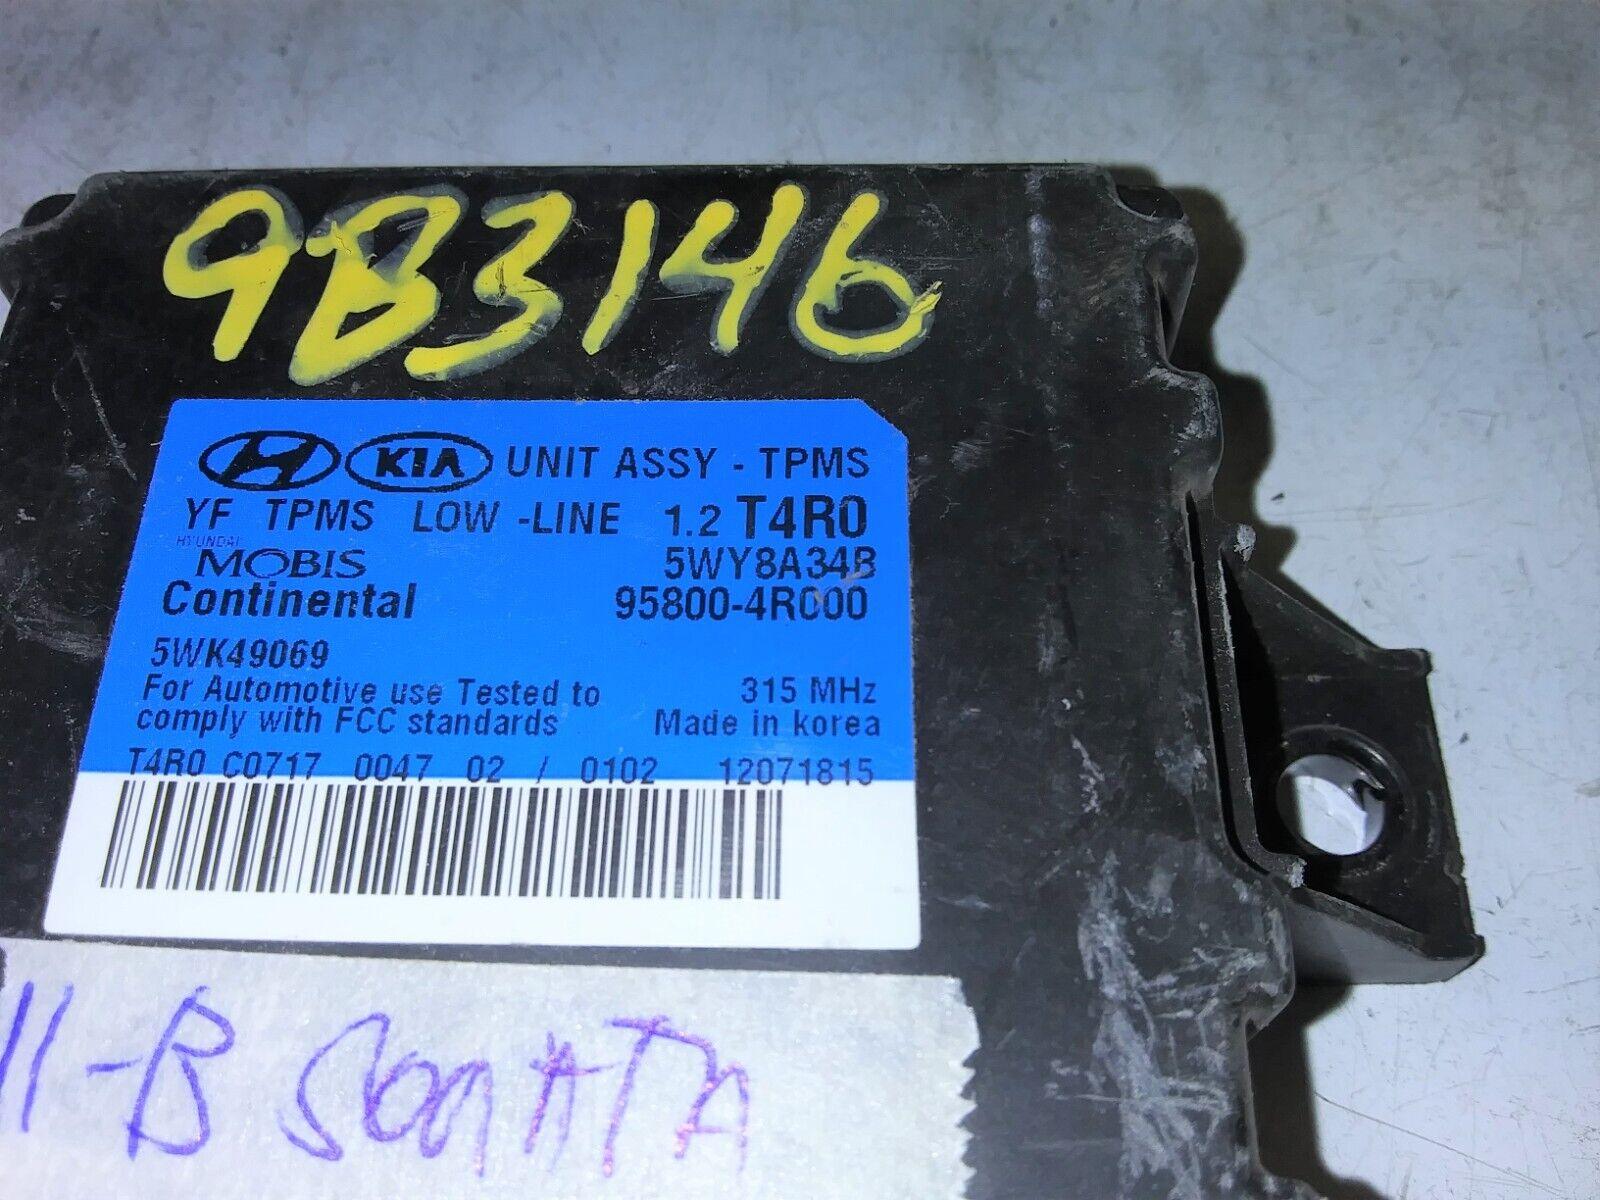 983146
KIA UNIT ASSY - TPMS
YF TPMS LOW -LINE 1.2 T4R0
HYUNDAI
MOBIS 5WY8A34B
Continental 95800-4R000
5WK49069
For Automotive use Tested to 315 MHz
comply with FCC standards Made in korea
T4R0 C0717 0047 02 / 0102 12071815
11-B SONATA